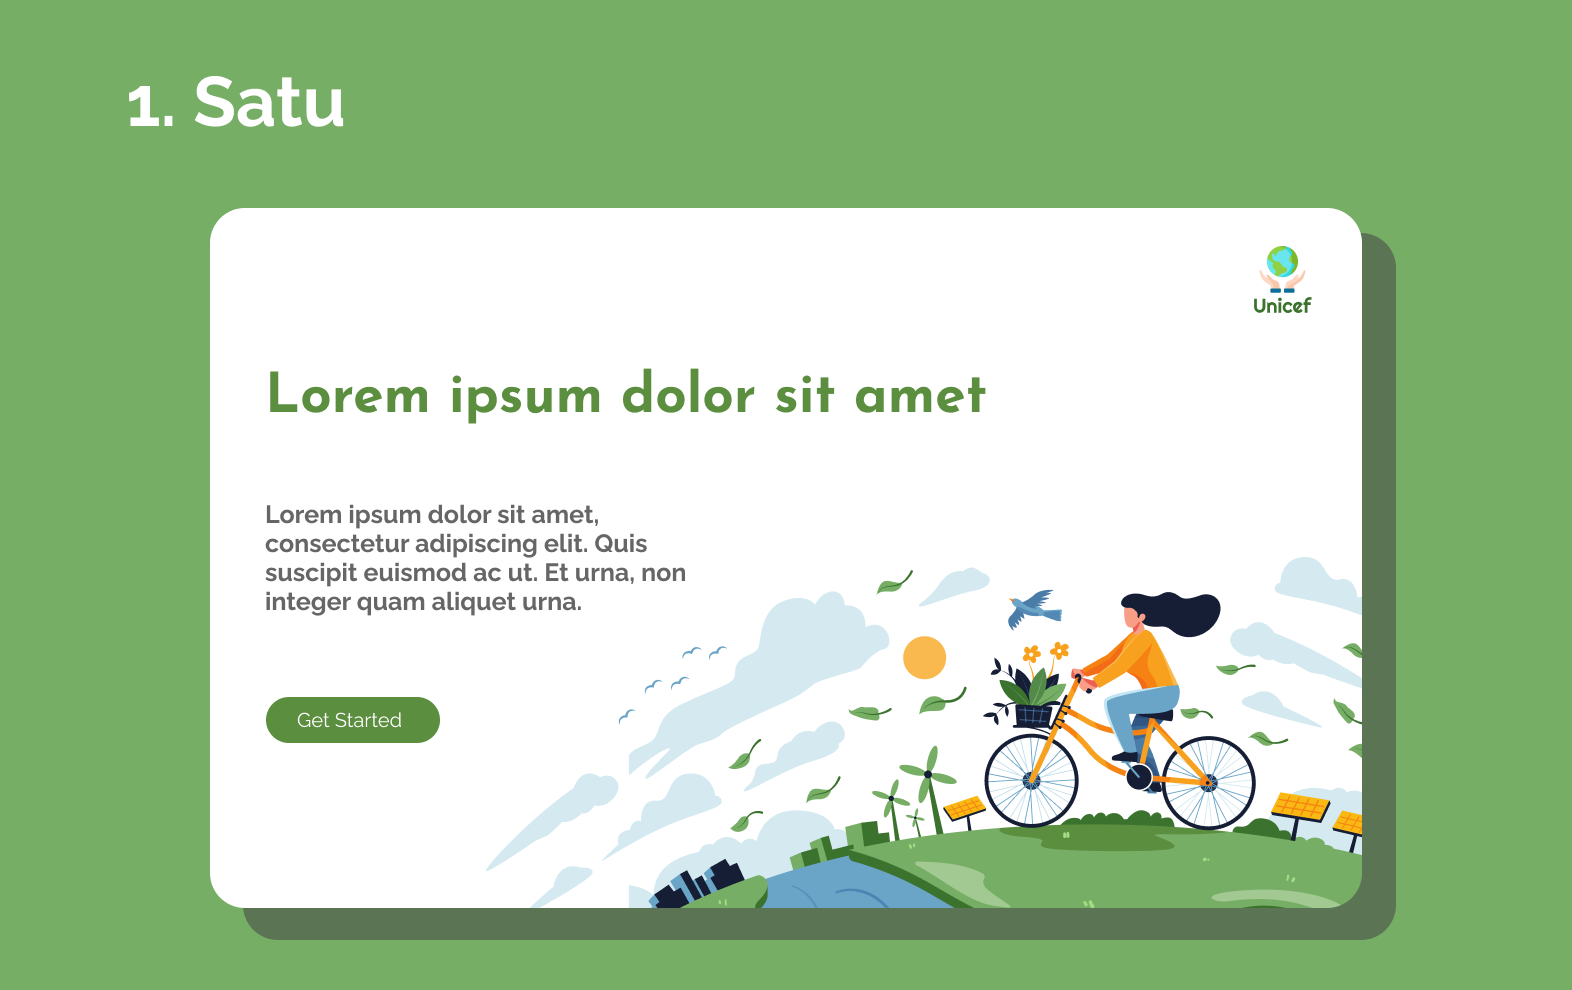 1. Satu
Unicef
Lorem ipsum dolor sit amet
Lorem ipsum dolor sit amet,
consectetur adipiscing elit. Quis
suscipit euismod ac ut. Et urna, non
integer quam aliquet urna.
Get Started